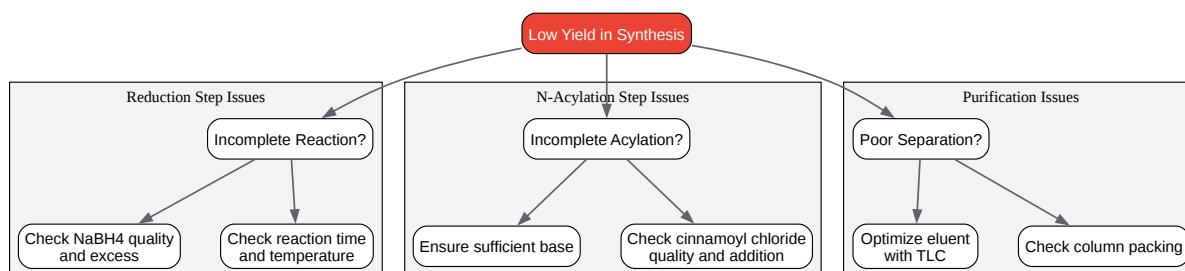 Low Yield in Synthesis
Reduction Step Issues
N-Acylation Step Issues
Purification Issues
Incomplete Reaction?
Incomplete Acylation?
Poor Separation?
Check NaBH4 quality
and excess
Check reaction time
and temperature
Ensure sufficient base
Check cinnamoyl chloride
quality and addition
Optimize eluent
with TLC
Check column packing